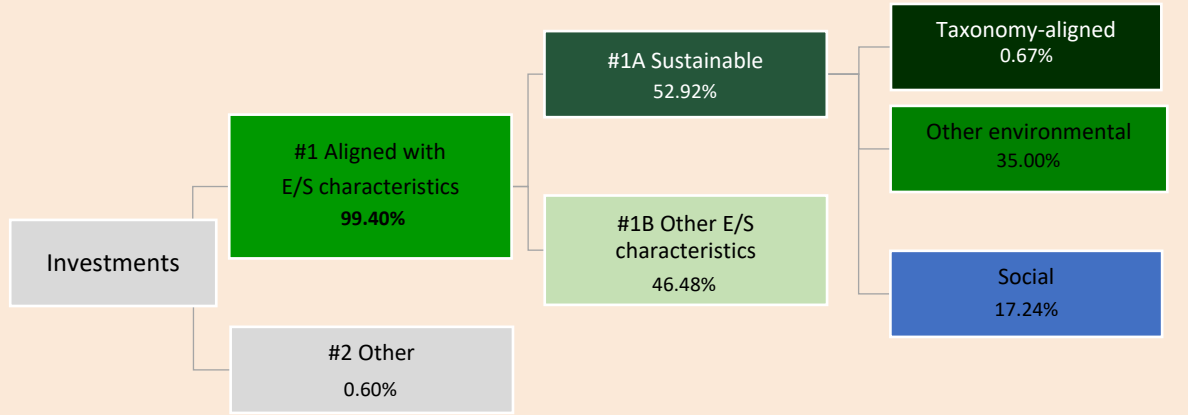 Investments
#1 Aligned with
E/S characteristics
99.40%
#2 Other
0.60%
#1A Sustainable
52.92%
#1B Other E/S
characteristics
46.48%
Taxonomy-aligned
0.67%
Other environmental
35.00%
Social
17.24%